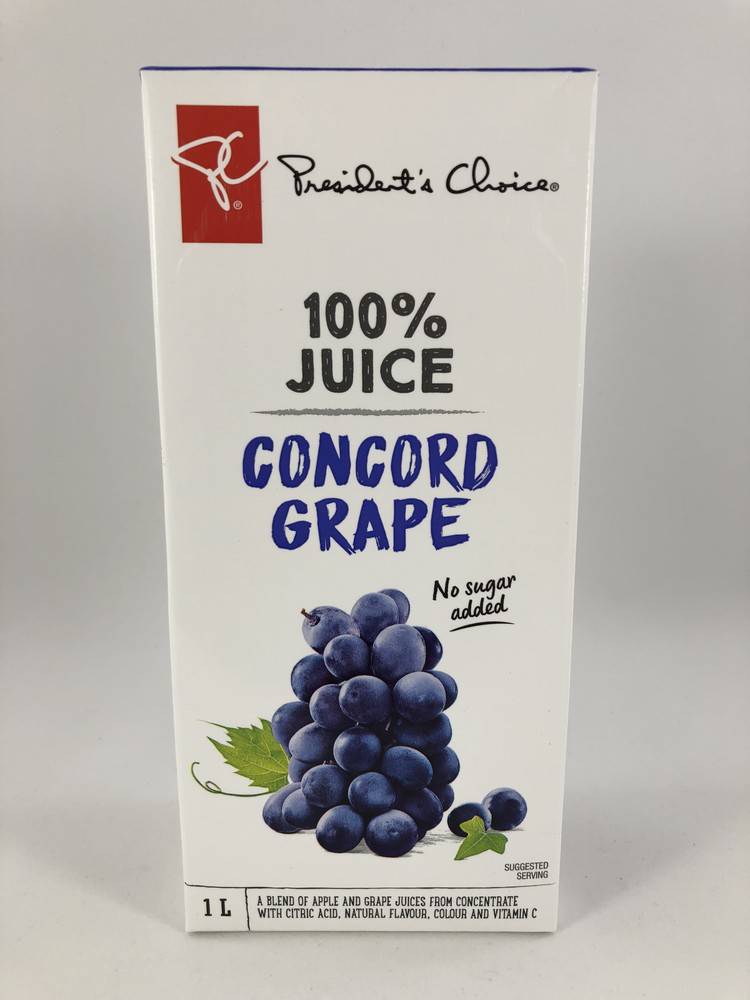 PC®
President's Choice®
100%
JUICE
CONCORD
GRAPE
No sugar
added
SUGGESTED
SERVING
1 L
A BLEND OF APPLE AND GRAPE JUICES FROM CONCENTRATE
WITH CITRIC ACID, NATURAL FLAVOUR, COLOUR AND VITAMIN C